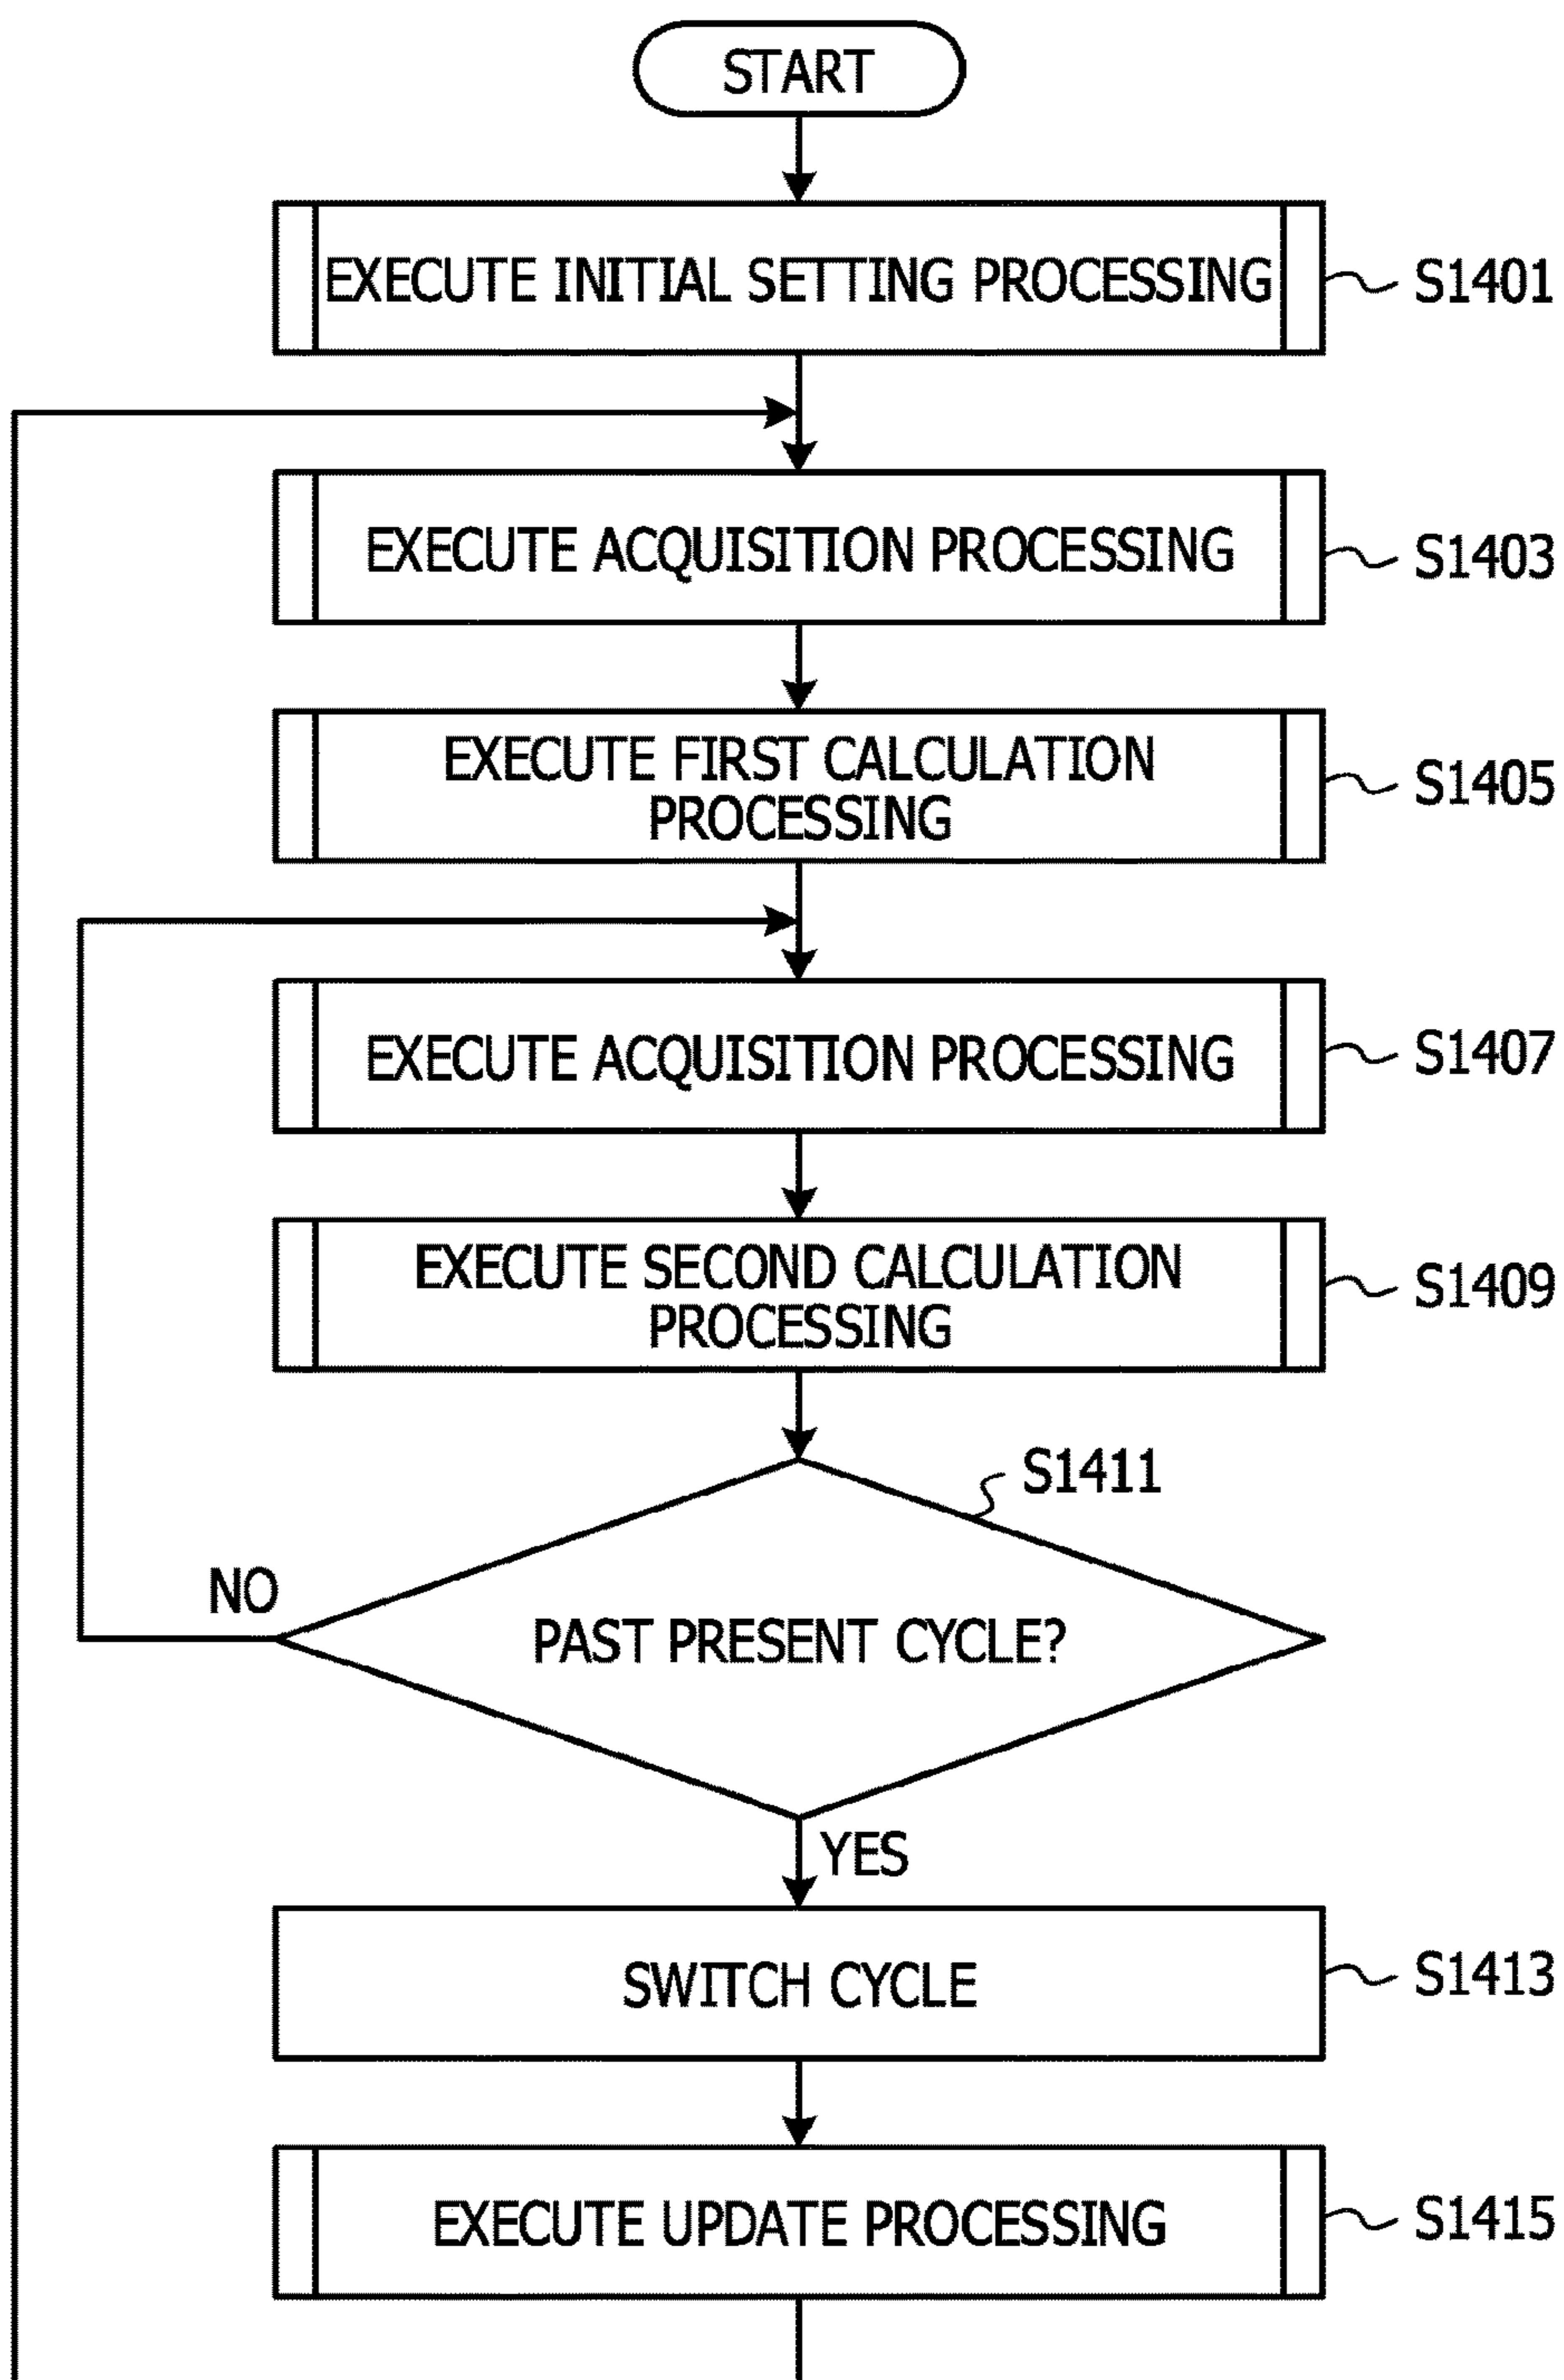 START
EXECUTE INITIAL SETTING PROCESSING
S1401
EXECUTE ACQUISITION PROCESSING
S1403
EXECUTE FIRST CALCULATION
PROCESSING
S1405
EXECUTE ACQUISITION PROCESSING
S1407
EXECUTE SECOND CALCULATION
PROCESSING
S1409
S1411
NO
PAST PRESENT CYCLE?
YES
SWITCH CYCLE
S1413
EXECUTE UPDATE PROCESSING
S1415